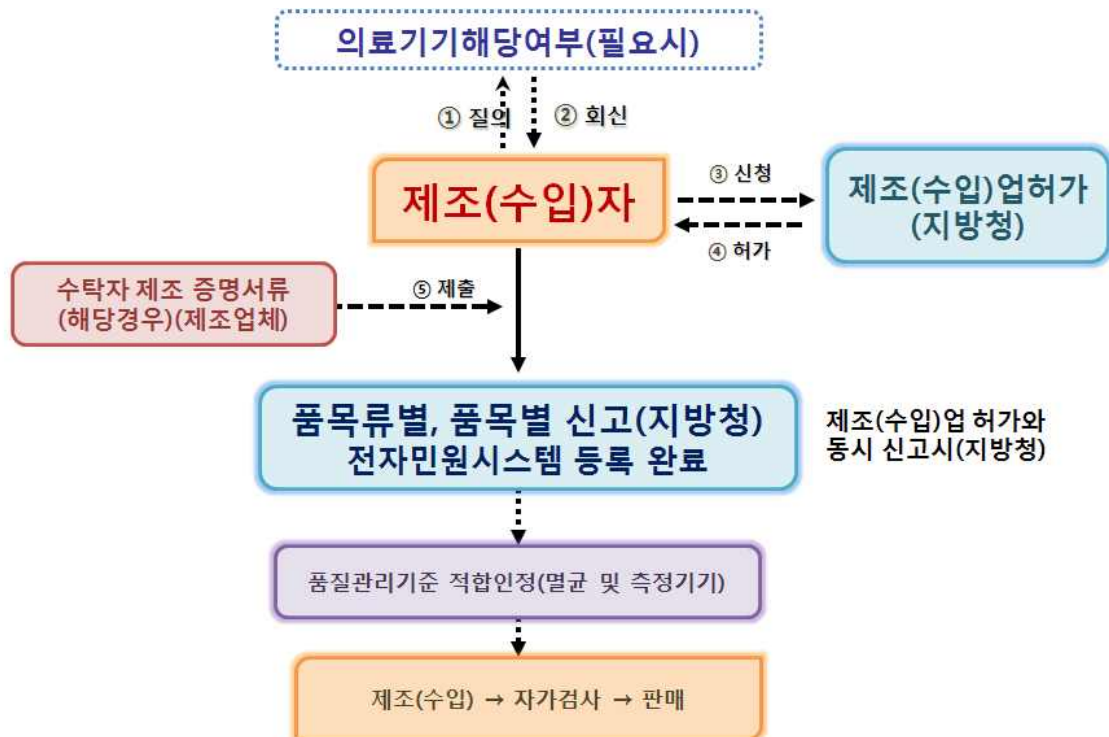 의료기기해당여부(필요시)
① 질의
② 회신
제조(수입)자
③ 신청
④ 허가
제조(수입)업허가
(지방청)
수탁자 제조 증명서류
(해당경우)(제조업체)
⑤ 제출
품목류별, 품목별 신고(지방청)
전자민원시스템 등록 완료
제조(수입)업 허가와
동시 신고시(지방청)
품질관리기준 적합인정(멸균 및 측정기기)
제조(수입) → 자가검사 → 판매